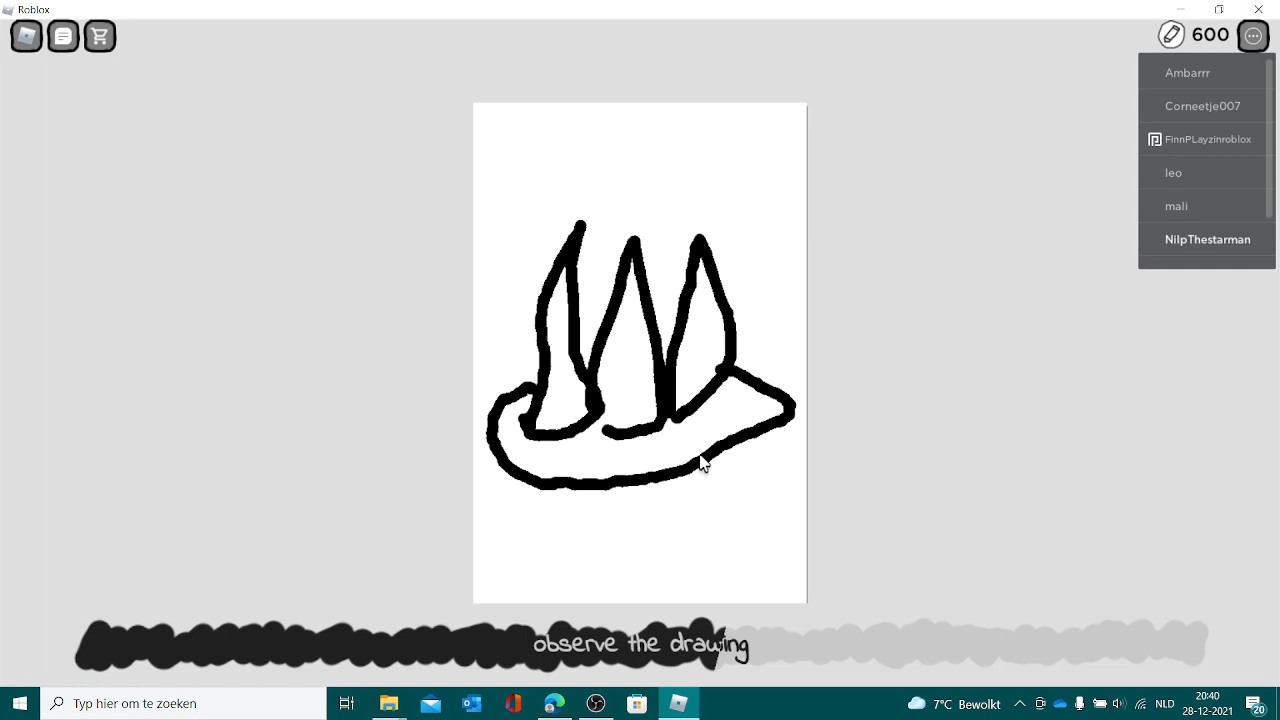 Roblox
600
Ambarrr
Corneetje007
FinnPLayzinroblox
leo
mali
NilpThestarman
observe the drawing
Typ hier om te zoeken
7°C Bewolkt
NLD
20:40
28-12-2021
20